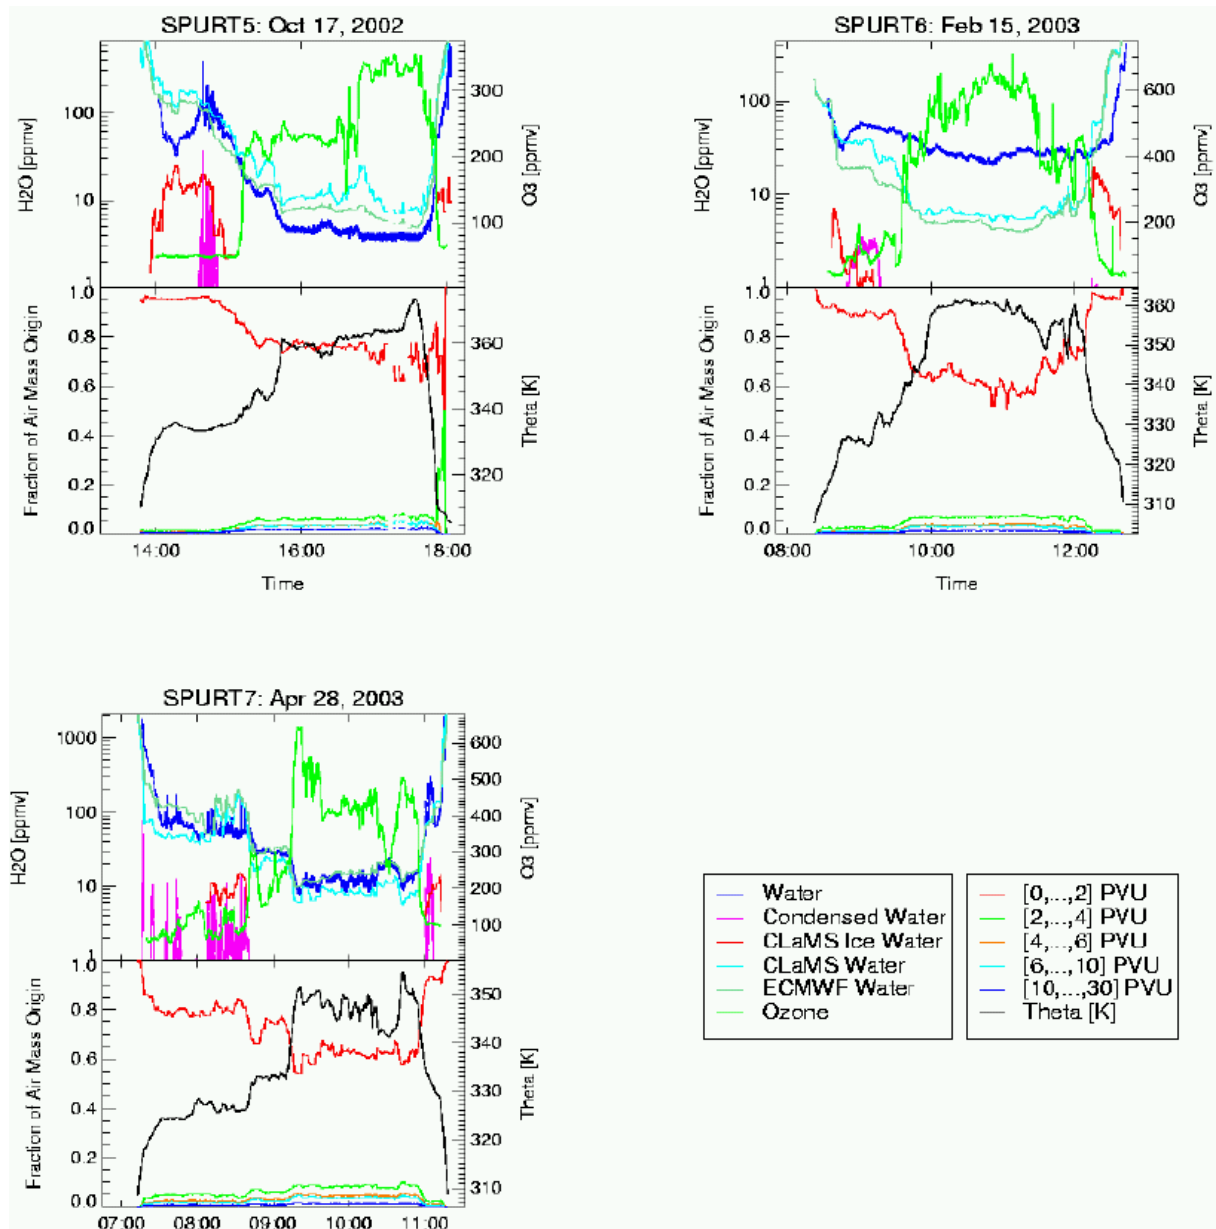 SPURT5: Oct 17, 2002
H2O [ppmv]
100
10
1
300
200
100
O3 [ppmv]
Fraction of Air Mass Origin
1.0
0.8
0.6
0.4
0.2
0.0
360
340
320
Theta [K]
14:00 16:00 18:00
Time
SPURT6: Feb 15, 2003
H2O [ppmv]
100
10
1
600
400
200
O3 [ppmv]
Fraction of Air Mass Origin
1.0
0.8
0.6
0.4
0.2
0.0
360
350
340
330
320
310
Theta [K]
08:00 10:00 12:00
Time
SPURT7: Apr 28, 2003
H2O [ppmv]
1000
100
10
1
600
500
400
300
200
100
O3 [ppmv]
Fraction of Air Mass Origin
1.0
0.8
0.6
0.4
0.2
0.0
350
340
330
320
310
Theta [K]
07:00 08:00 09:00 10:00 11:00
Water
Condensed Water
CLaMS Ice Water
CLaMS Water
ECMWF Water
Ozone
[0,...,2] PVU
[2,...,4] PVU
[4,...,6] PVU
[6,...,10] PVU
[10,...,30] PVU
Theta [K]